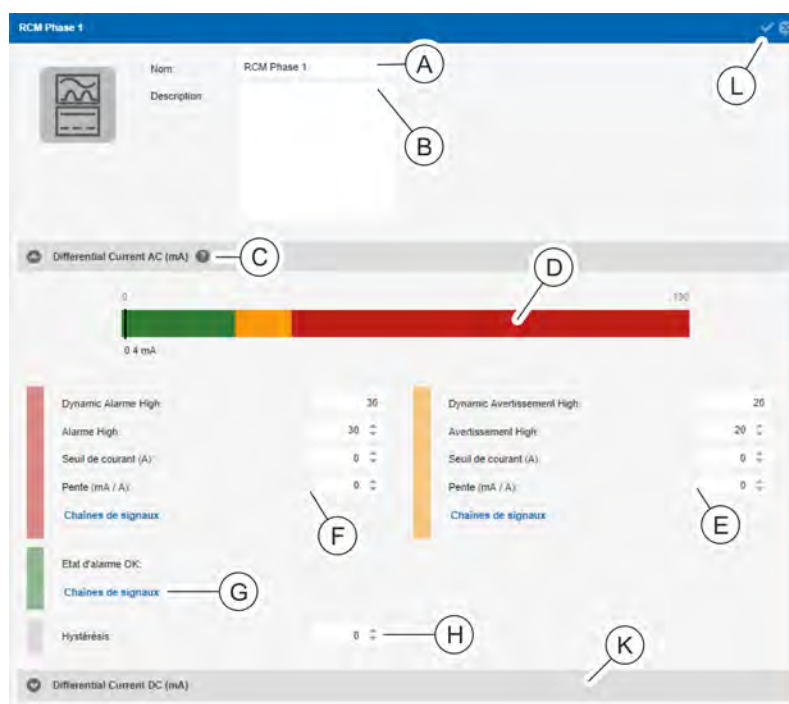 RCM Phase 1
L
Nom: RCM Phase 1 A
Description: B
Differential Current AC (mA) ? C
D
0 100
0.4 mA
Dynamic Alarme High: 30 Dynamic Avertissement High: 20
Alarme High: 30 Avertissement High: 20
Seuil de courant (A): 0 Seuil de courant (A): 0
Pente (mA / A): 0 Pente (mA / A): 0
Chaînes de signaux Chaînes de signaux
F E
Etat d'alarme OK:
Chaînes de signaux G
Hystérésis: 0 H
K
Differential Current DC (mA)